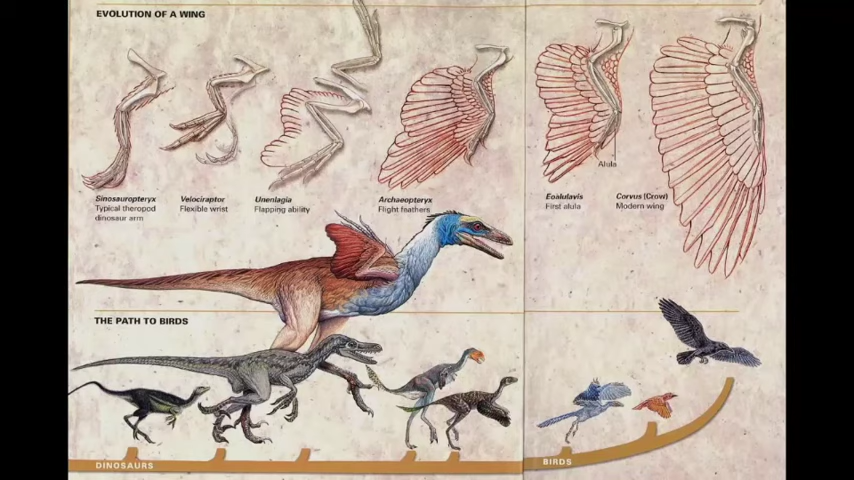 EVOLUTION OF A WING
Alula
Sinosauropteryx
Typical theropod
dinosaur arm
Velociraptor
Flexible wrist
Unenlagia
Flapping ability
Archaeopteryx
Flight feathers
Eoalulavis
First alula
Corvus (Crow)
Modern wing
THE PATH TO BIRDS
DINOSAURS
BIRDS